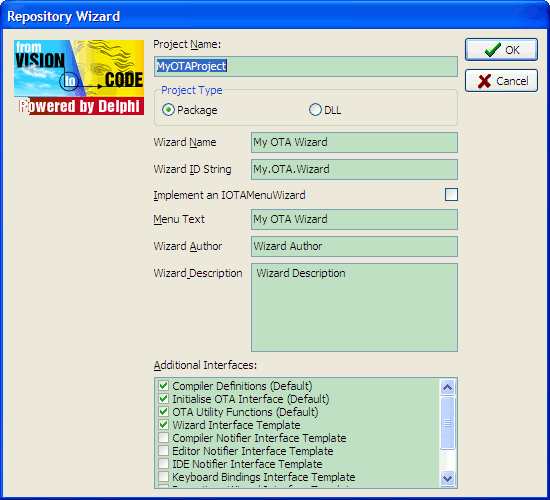 Repository Wizard
from
VISION
to
CODE
Powered by Delphi
Project Name:
MyOTAProject
OK
Cancel
Project Type
Package
DLL
Wizard Name
My OTA Wizard
Wizard ID String
My.OTA.Wizard
Implement an IOTAMenuWizard
Menu Text
My OTA Wizard
Wizard Author
Wizard Author
Wizard Description
Wizard Description
Additional Interfaces:
Compiler Definitions (Default)
Initialise OTA Interface (Default)
OTA Utility Functions (Default)
Wizard Interface Template
Compiler Notifier Interface Template
Editor Notifier Interface Template
IDE Notifier Interface Template
Keyboard Bindings Interface Template